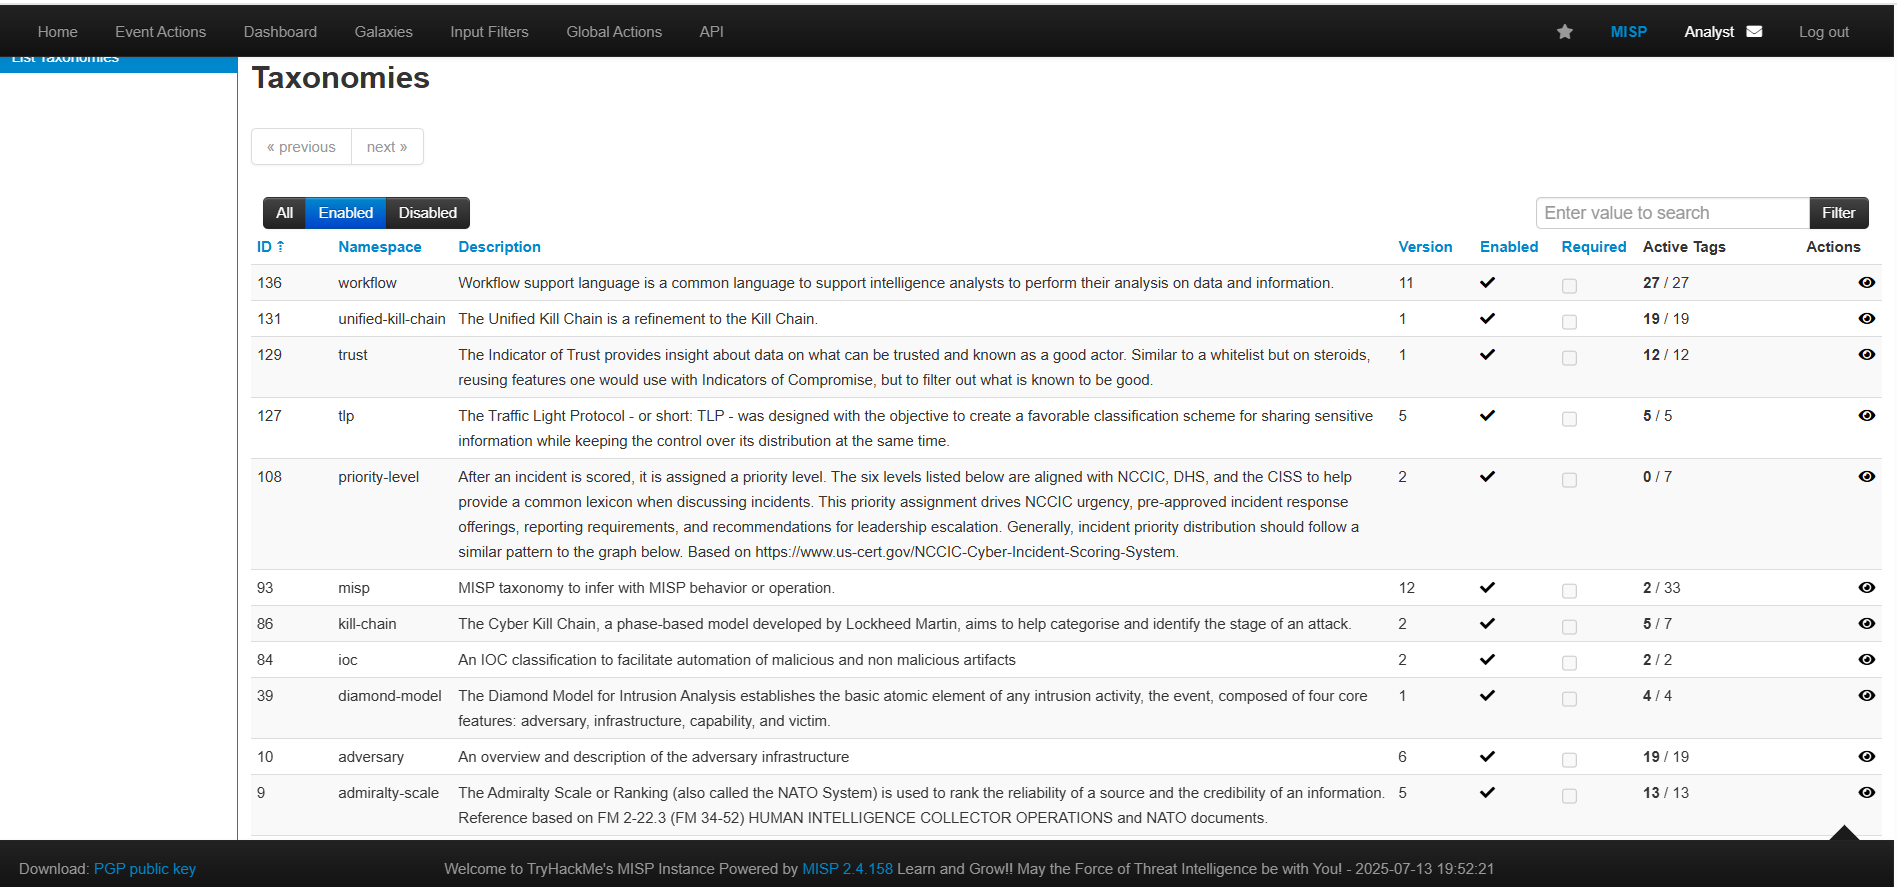 Home Event Actions Dashboard Galaxies Input Filters Global Actions API MISP Analyst Log out
List Taxonomies
Taxonomies
« previous next »
All Enabled Disabled Enter value to search Filter
ID Namespace Description Version Enabled Required Active Tags Actions
136 workflow Workflow support language is a common language to support intelligence analysts to perform their analysis on data and information. 11 27 / 27
131 unified-kill-chain The Unified Kill Chain is a refinement to the Kill Chain. 1 19 / 19
129 trust The Indicator of Trust provides insight about data on what can be trusted and known as a good actor. Similar to a whitelist but on steroids, 1 12 / 12
reusing features one would use with Indicators of Compromise, but to filter out what is known to be good.
127 tlp The Traffic Light Protocol - or short: TLP - was designed with the objective to create a favorable classification scheme for sharing sensitive 5 5 / 5
information while keeping the control over its distribution at the same time.
108 priority-level After an incident is scored, it is assigned a priority level. The six levels listed below are aligned with NCCIC, DHS, and the CISS to help 2 0 / 7
provide a common lexicon when discussing incidents. This priority assignment drives NCCIC urgency, pre-approved incident response
offerings, reporting requirements, and recommendations for leadership escalation. Generally, incident priority distribution should follow a
similar pattern to the graph below. Based on https://www.us-cert.gov/NCCIC-Cyber-Incident-Scoring-System.
93 misp MISP taxonomy to infer with MISP behavior or operation. 12 2 / 33
86 kill-chain The Cyber Kill Chain, a phase-based model developed by Lockheed Martin, aims to help categorise and identify the stage of an attack. 2 5 / 7
84 ioc An IOC classification to facilitate automation of malicious and non malicious artifacts 2 2 / 2
39 diamond-model The Diamond Model for Intrusion Analysis establishes the basic atomic element of any intrusion activity, the event, composed of four core 1 4 / 4
features: adversary, infrastructure, capability, and victim.
10 adversary An overview and description of the adversary infrastructure 6 19 / 19
9 admiralty-scale The Admiralty Scale or Ranking (also called the NATO System) is used to rank the reliability of a source and the credibility of an information. 5 13 / 13
Reference based on FM 2-22.3 (FM 34-52) HUMAN INTELLIGENCE COLLECTOR OPERATIONS and NATO documents.
Download: PGP public key Welcome to TryHackMe's MISP Instance Powered by MISP 2.4.158 Learn and Grow!! May the Force of Threat Intelligence be with You! - 2025-07-13 19:52:21